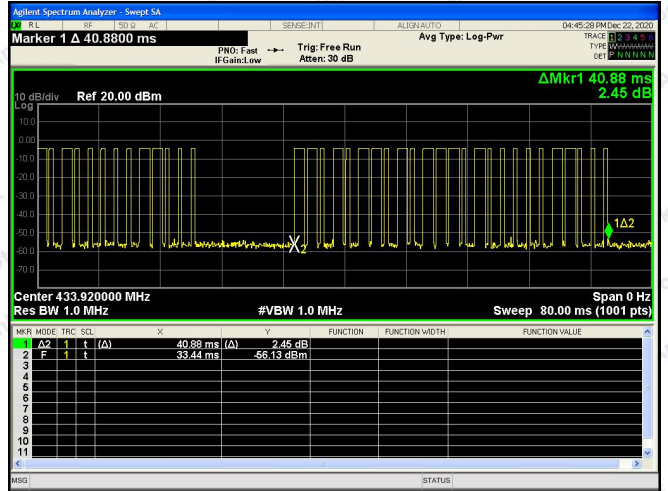 Agilent Spectrum Analyzer - Swept SA
LXI RL RF 50 Ω AC SENSE:INT ALIGN AUTO 04:45:28 PM Dec 22, 2020
Marker 1 Δ 40.8800 ms
Avg Type: Log-Pwr
TRACE 1 2 3 4 5 6
PNO: Fast Trig: Free Run
TYPE W
IFGain:Low Atten: 30 dB
DET P N N N N N
ΔMkr1 40.88 ms
2.45 dB
10 dB/div Ref 20.00 dBm
Log
10.0
0.00
-10.0
-20.0
-30.0
-40.0
-50.0
-60.0
-70.0
1Δ2
2
Center 433.920000 MHz Span 0 Hz
Res BW 1.0 MHz #VBW 1.0 MHz Sweep 80.00 ms (1001 pts)
MKR MODE TRC SCL X Y FUNCTION FUNCTION WIDTH FUNCTION VALUE
1 Δ2 1 t (Δ) 40.88 ms (Δ) 2.45 dB
2 F 1 t 33.44 ms -56.13 dBm
3
4
5
6
7
8
9
10
11
MSG STATUS